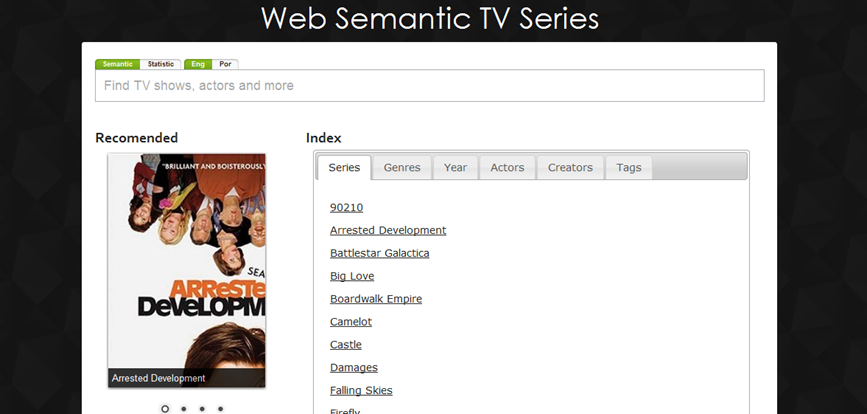 Web Semantic TV Series
Semantic Statistic Eng Por
Find TV shows, actors and more
Recomended
"BRILLIANT AND BOISTEROUSLY
SEA
ARRESTED
DEVELOPM
Arrested Development
Index
Series Genres Year Actors Creators Tags
90210
Arrested Development
Battlestar Galactica
Big Love
Boardwalk Empire
Camelot
Castle
Damages
Falling Skies
Firefly